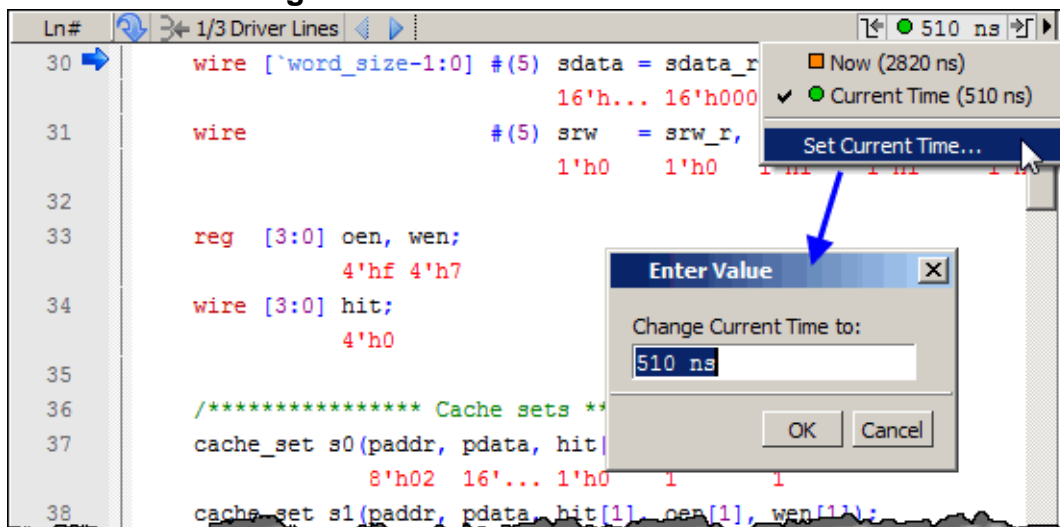 Ln# 1/3 Driver Lines 510 ns
30 wire [`word_size-1:0] #(5) sdata = sdata_r
Now (2820 ns)
16'h... 16'h000
Current Time (510 ns)
31 wire #(5) srw = srw_r,
Set Current Time...
1'h0 1'h0
32
33 reg [3:0] oen, wen;
4'hf 4'h7
Enter Value
34 wire [3:0] hit;
Change Current Time to:
4'h0
510 ns
35
36 /**************** Cache sets **
OK Cancel
37 cache_set s0(paddr, pdata, hit[
8'h02 16'... 1'h0 1 1
38 cache_set s1(paddr, pdata, hit[1], oen[1], wen[1]);